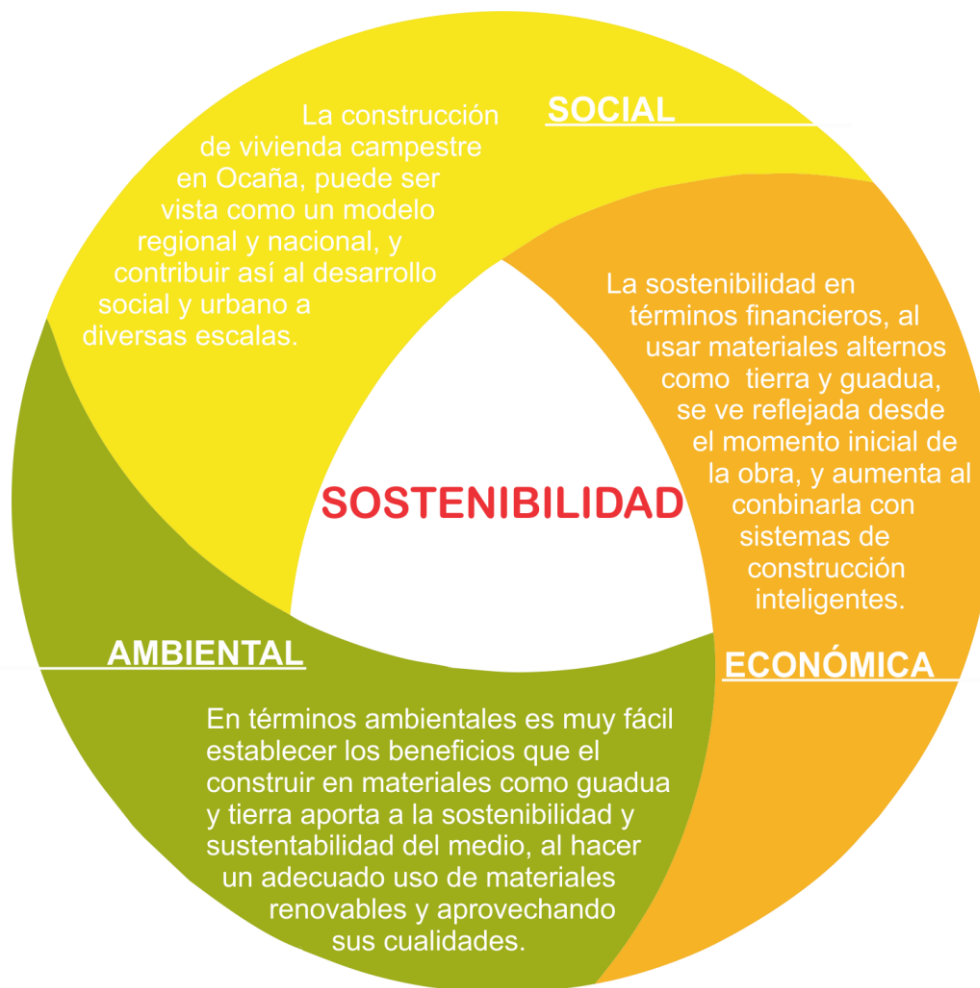 SOCIAL
La construcción
de vivienda campestre
en Ocaña, puede ser
vista como un modelo
regional y nacional, y
contribuir así al desarrollo
social y urbano a
diversas escalas.
La sostenibilidad en
términos financieros, al
usar materiales alternos
como tierra y guadua,
se ve reflejada desde
el momento inicial de
la obra, y aumenta al
conbinarla con
sistemas de
construcción
inteligentes.
ECONÓMICA
SOSTENIBILIDAD
AMBIENTAL
En términos ambientales es muy fácil
establecer los beneficios que el
construir en materiales como guadua
y tierra aporta a la sostenibilidad y
sustentabilidad del medio, al hacer
un adecuado uso de materiales
renovables y aprovechando
sus cualidades.